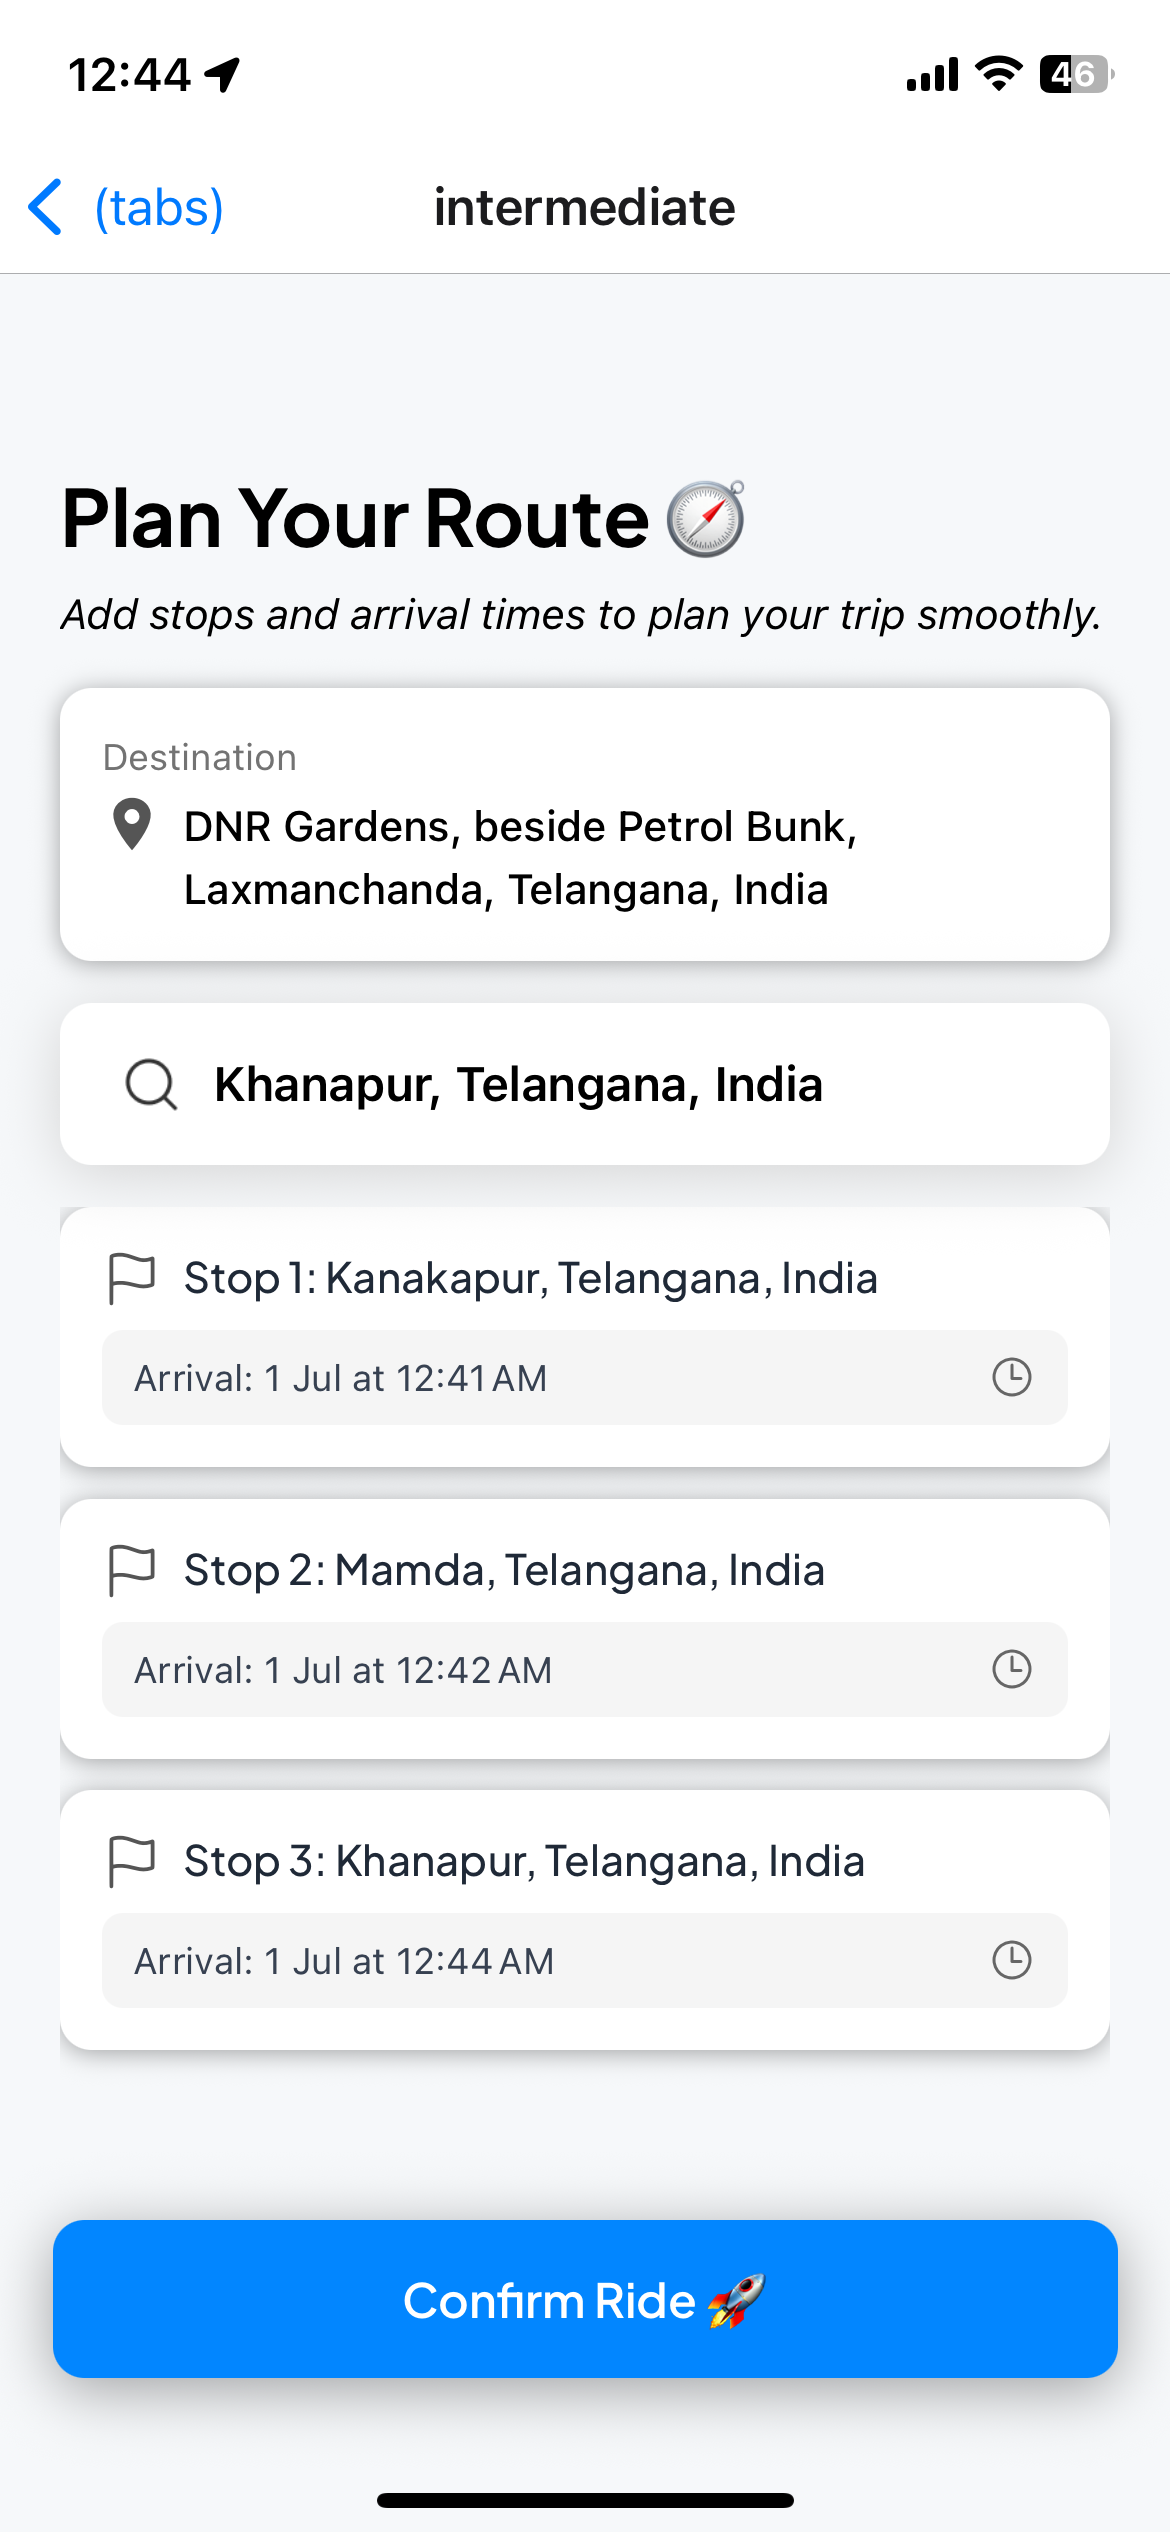 12:44
46
(tabs)
intermediate
Plan Your Route
Add stops and arrival times to plan your trip smoothly.
Destination
DNR Gardens, beside Petrol Bunk,
Laxmanchanda, Telangana, India
Khanapur, Telangana, India
Stop 1: Kanakapur, Telangana, India
Arrival: 1 Jul at 12:41 AM
Stop 2: Mamda, Telangana, India
Arrival: 1 Jul at 12:42 AM
Stop 3: Khanapur, Telangana, India
Arrival: 1 Jul at 12:44 AM
Confirm Ride 🚀